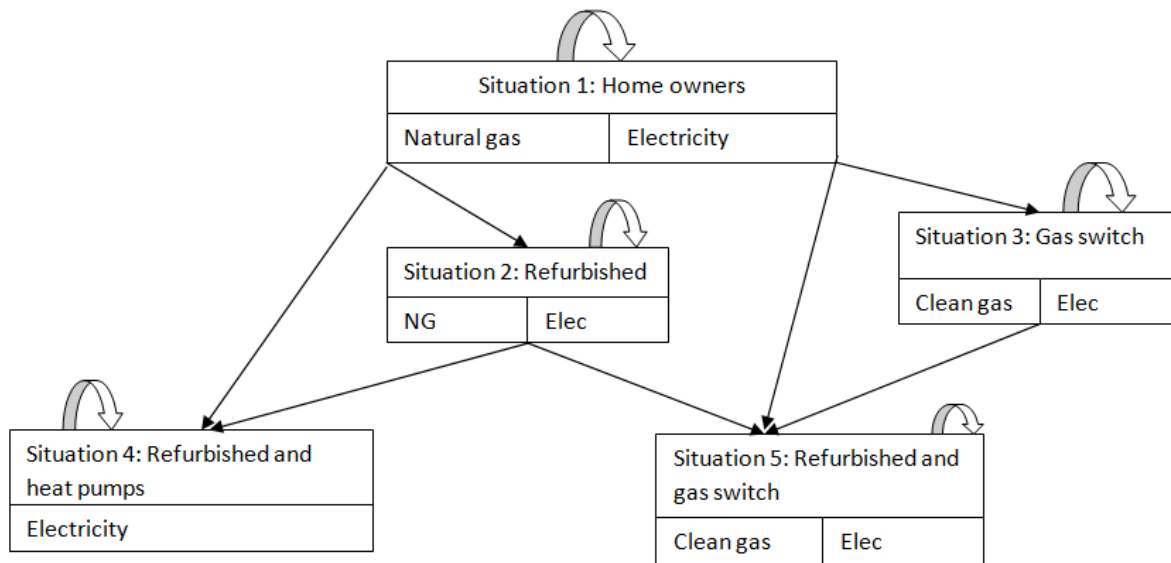 Situation 1: Home owners
Natural gas
Electricity
Situation 2: Refurbished
NG
Elec
Situation 3: Gas switch
Clean gas
Elec
Situation 4: Refurbished and
heat pumps
Electricity
Situation 5: Refurbished and
gas switch
Clean gas
Elec